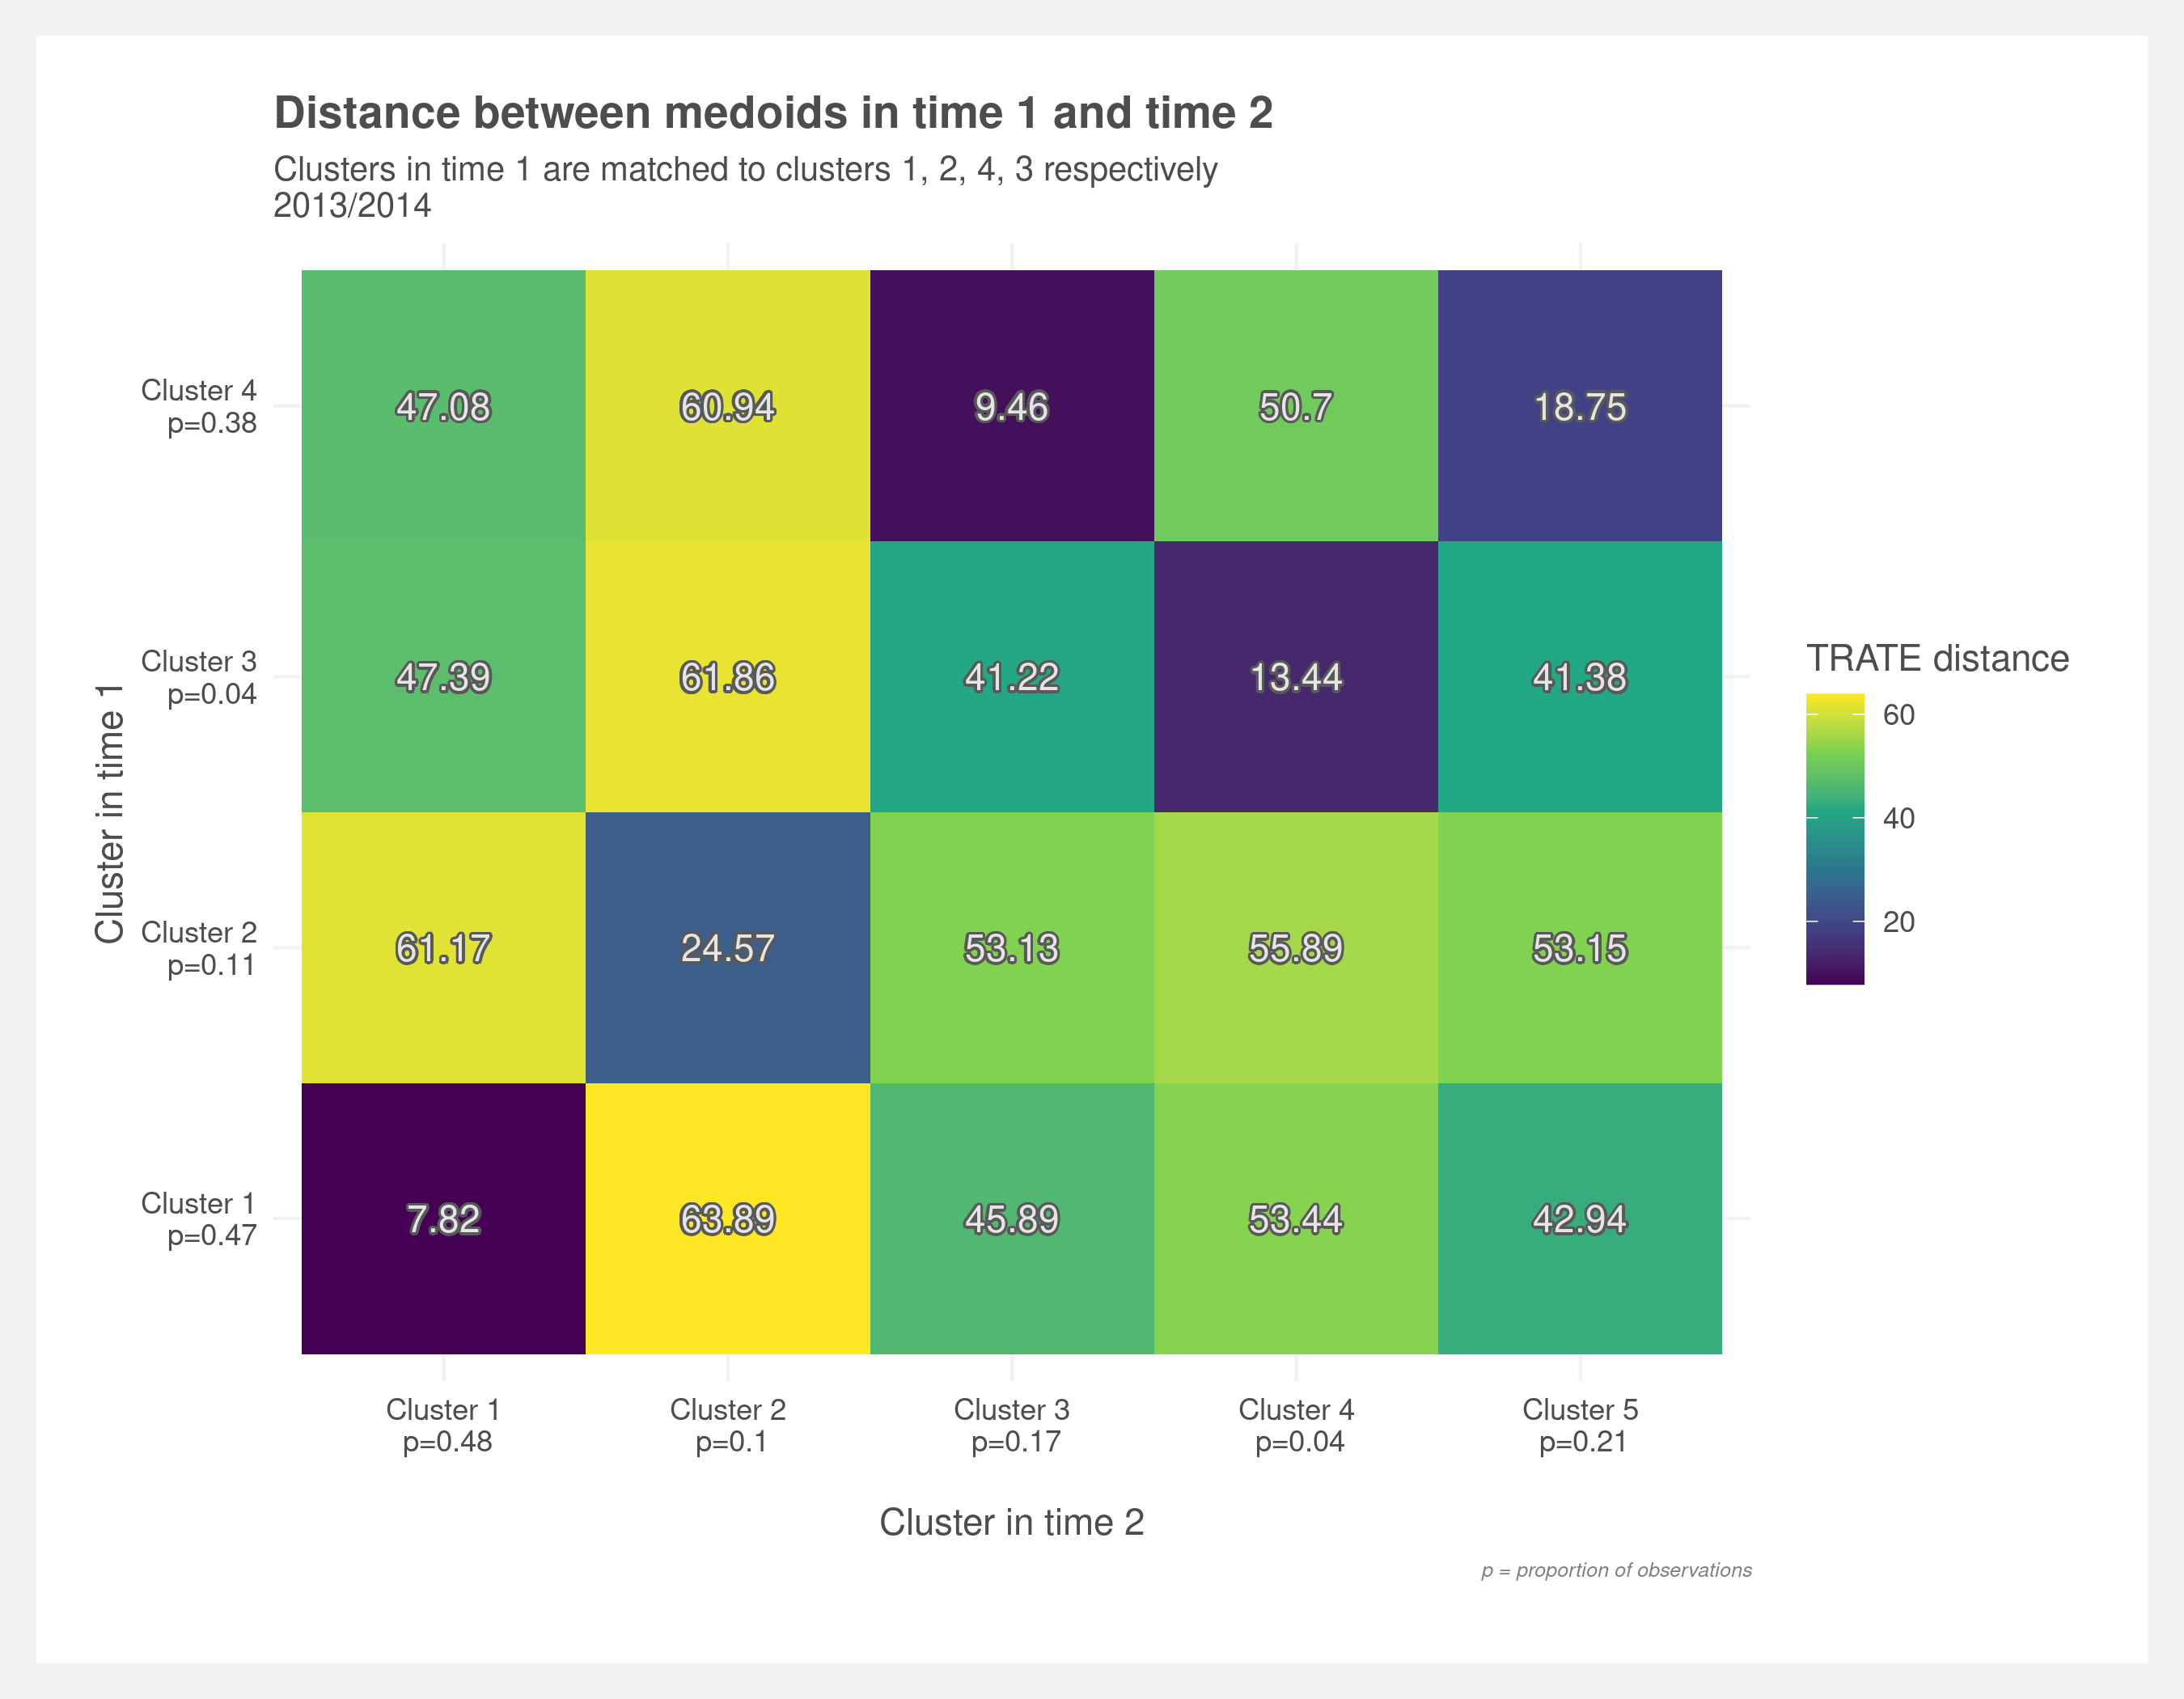 Distance between medoids in time 1 and time 2
Clusters in time 1 are matched to clusters 1, 2, 4, 3 respectively
2013/2014
Cluster in time 1
Cluster 4
p=0.38
47.08 60.94 9.46 50.7 18.75
Cluster 3
p=0.04
47.39 61.86 41.22 13.44 41.38
Cluster 2
p=0.11
61.17 24.57 53.13 55.89 53.15
Cluster 1
p=0.47
7.82 63.89 45.89 53.44 42.94
Cluster 1 Cluster 2 Cluster 3 Cluster 4 Cluster 5
p=0.48 p=0.1 p=0.17 p=0.04 p=0.21
Cluster in time 2
TRATE distance
60
40
20
p = proportion of observations